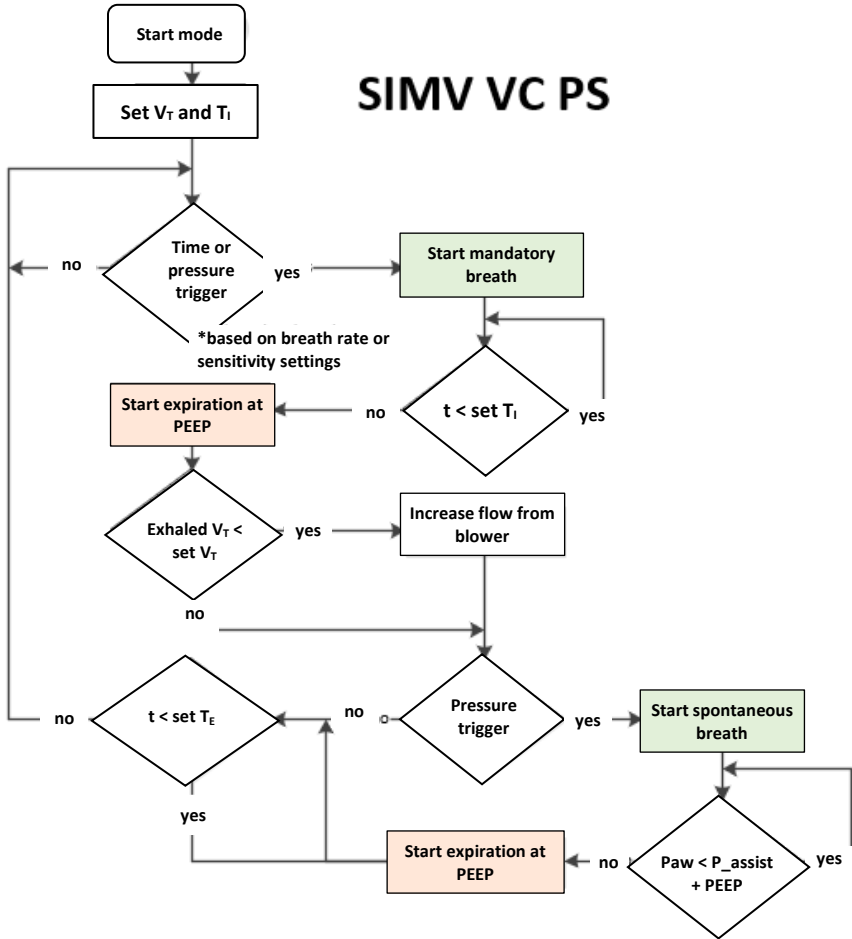 Start mode
SIMV VC PS
Set VT and TI
Time or
pressure
trigger
no
yes
Start mandatory
breath
*based on breath rate or
sensitivity settings
Start expiration at
PEEP
no
t < set TI
yes
Exhaled VT <
set VT
yes
Increase flow from
blower
no
no
t < set TE
no
Pressure
trigger
yes
Start spontaneous
breath
yes
Start expiration at
PEEP
no
Paw < P_assist
+ PEEP
yes